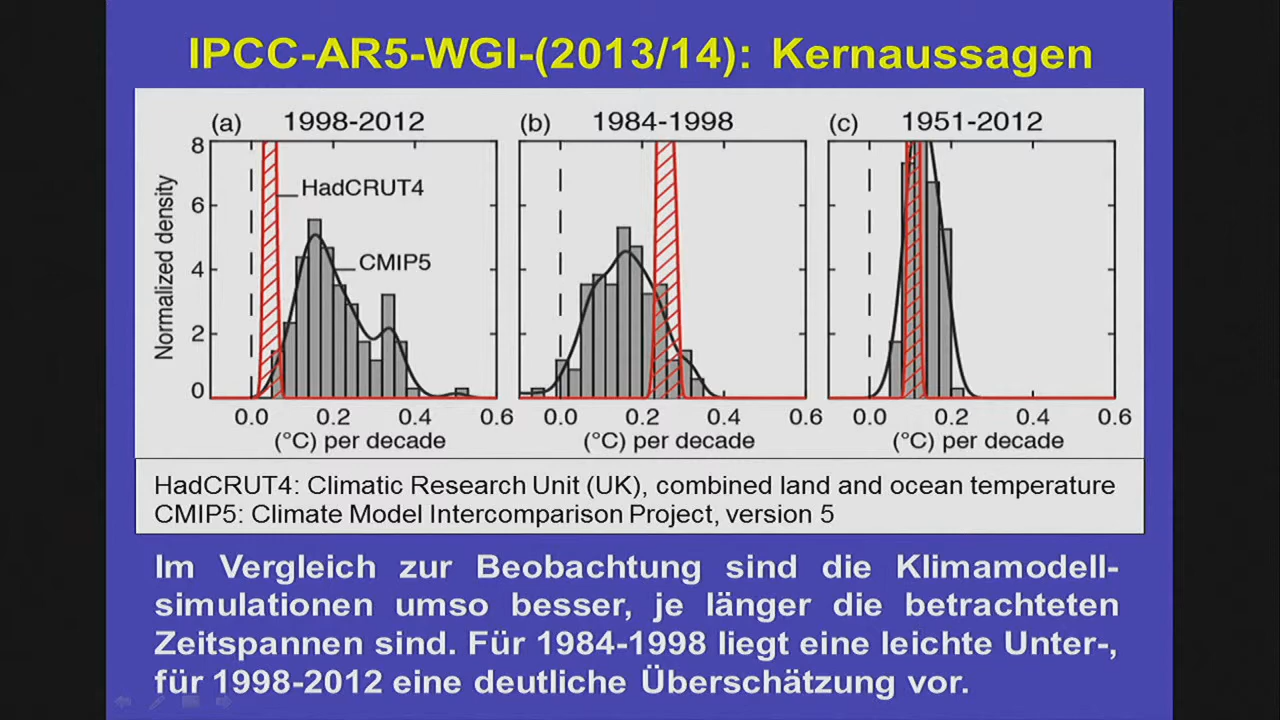 IPCC-AR5-WGI-(2013/14): Kernaussagen
(a) 1998-2012
(b) 1984-1998
(c) 1951-2012
Normalized density
8
6
4
2
0
HadCRUT4
CMIP5
0.0 0.2 0.4 0.6
0.0 0.2 0.4 0.6
0.0 0.2 0.4 0.6
(°C) per decade
(°C) per decade
(°C) per decade
HadCRUT4: Climatic Research Unit (UK), combined land and ocean temperature
CMIP5: Climate Model Intercomparison Project, version 5
Im Vergleich zur Beobachtung sind die Klimamodell-
simulationen umso besser, je länger die betrachteten
Zeitspannen sind. Für 1984-1998 liegt eine leichte Unter-,
für 1998-2012 eine deutliche Überschätzung vor.